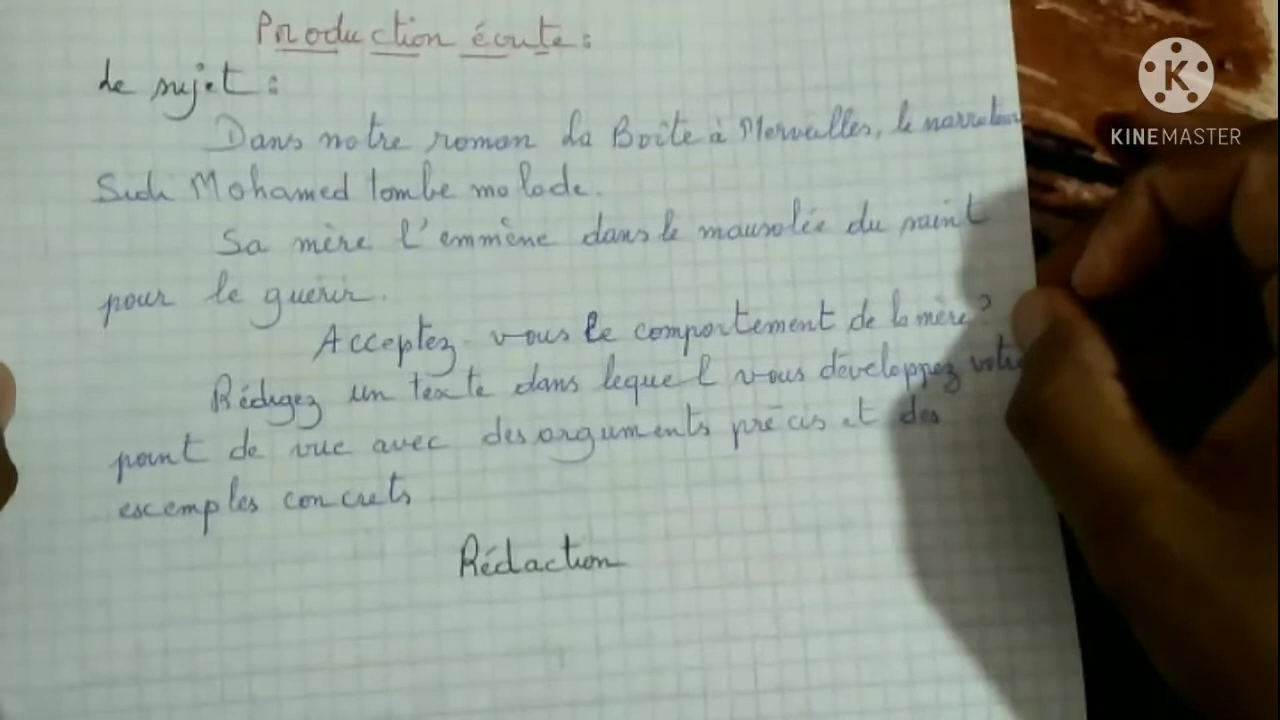 Production écute:
Le sujet:
Dans notre roman La Boîte à Merveilles, le narrateur
Sidi Mohamed tombe malade.
Sa mère l'emmène dans le mausolée du saint
pour le guérir.
Acceptez-vous le comportement de la mère?
Rédigez un texte dans lequel vous développez votre
point de vue avec des arguments précis et des
escemples concrets
Rédaction
K
KINEMASTER